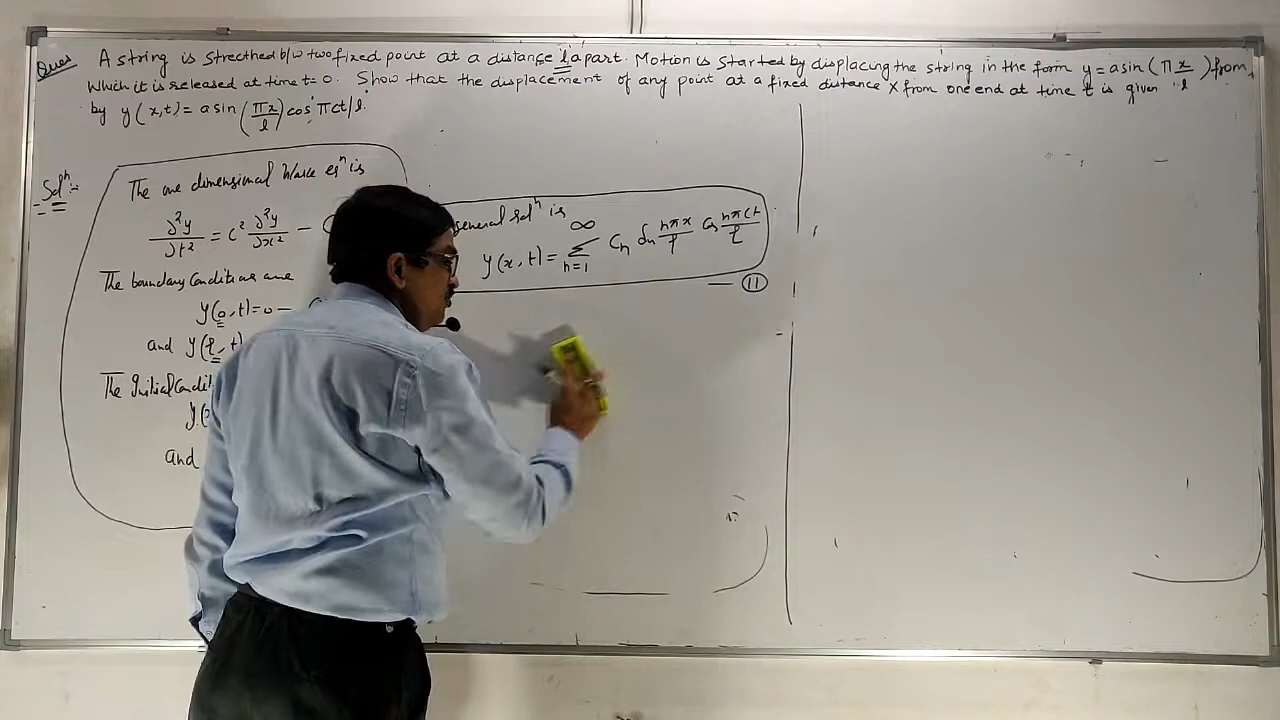 Ques A string is strecthed b/w two fixed point at a distance l apart. Motion is started by displacing the string in the form y = a sin (π x/l) from
which it is released at time t = 0. Show that the displacement of any point at a fixed distance x from one end at time t is given
by y(x,t) = a sin (πx/l) cos πct/l.
Solⁿ:-
The one dimensional wave eqⁿ is
∂²y/∂t² = c² ∂²y/∂x² —
The boundary conditions are
y(0, t) = 0 —
and y(l, t)
The initial condi
y(
and
general solⁿ is
y(x, t) = ∞ Σ n=1 Cn sin nπx/l cos nπct/l
— 11